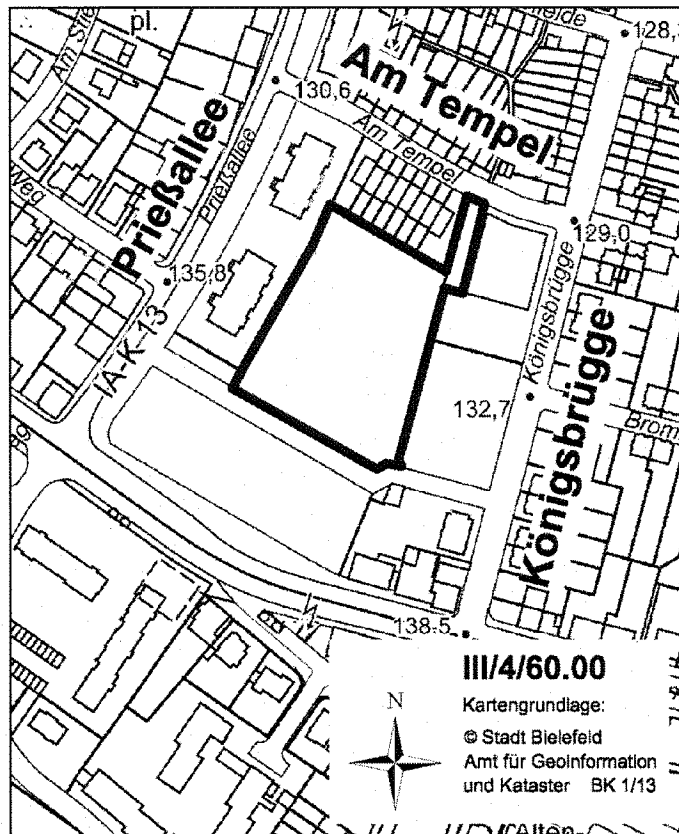 pl.
Am Stie
128,
130,6
Am Tempel
Am Tempel
Prießallee
Prießallee
Weg
129,0
135,8
IA-K-13
Königsbrügge
Königsbrügge
132,7
Brom
138,5
III/4/60.00
N
Kartengrundlage:
© Stadt Bielefeld
Amt für Geoinformation
und Kataster BK 1/13